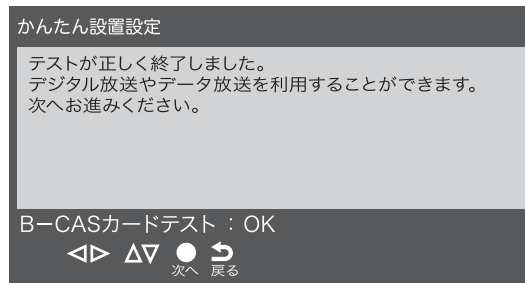 かんたん設置設定
テストが正しく終了しました。
デジタル放送やデータ放送を利用することができます。
次へお進みください。
B-CASカードテスト：OK
次へ 戻る